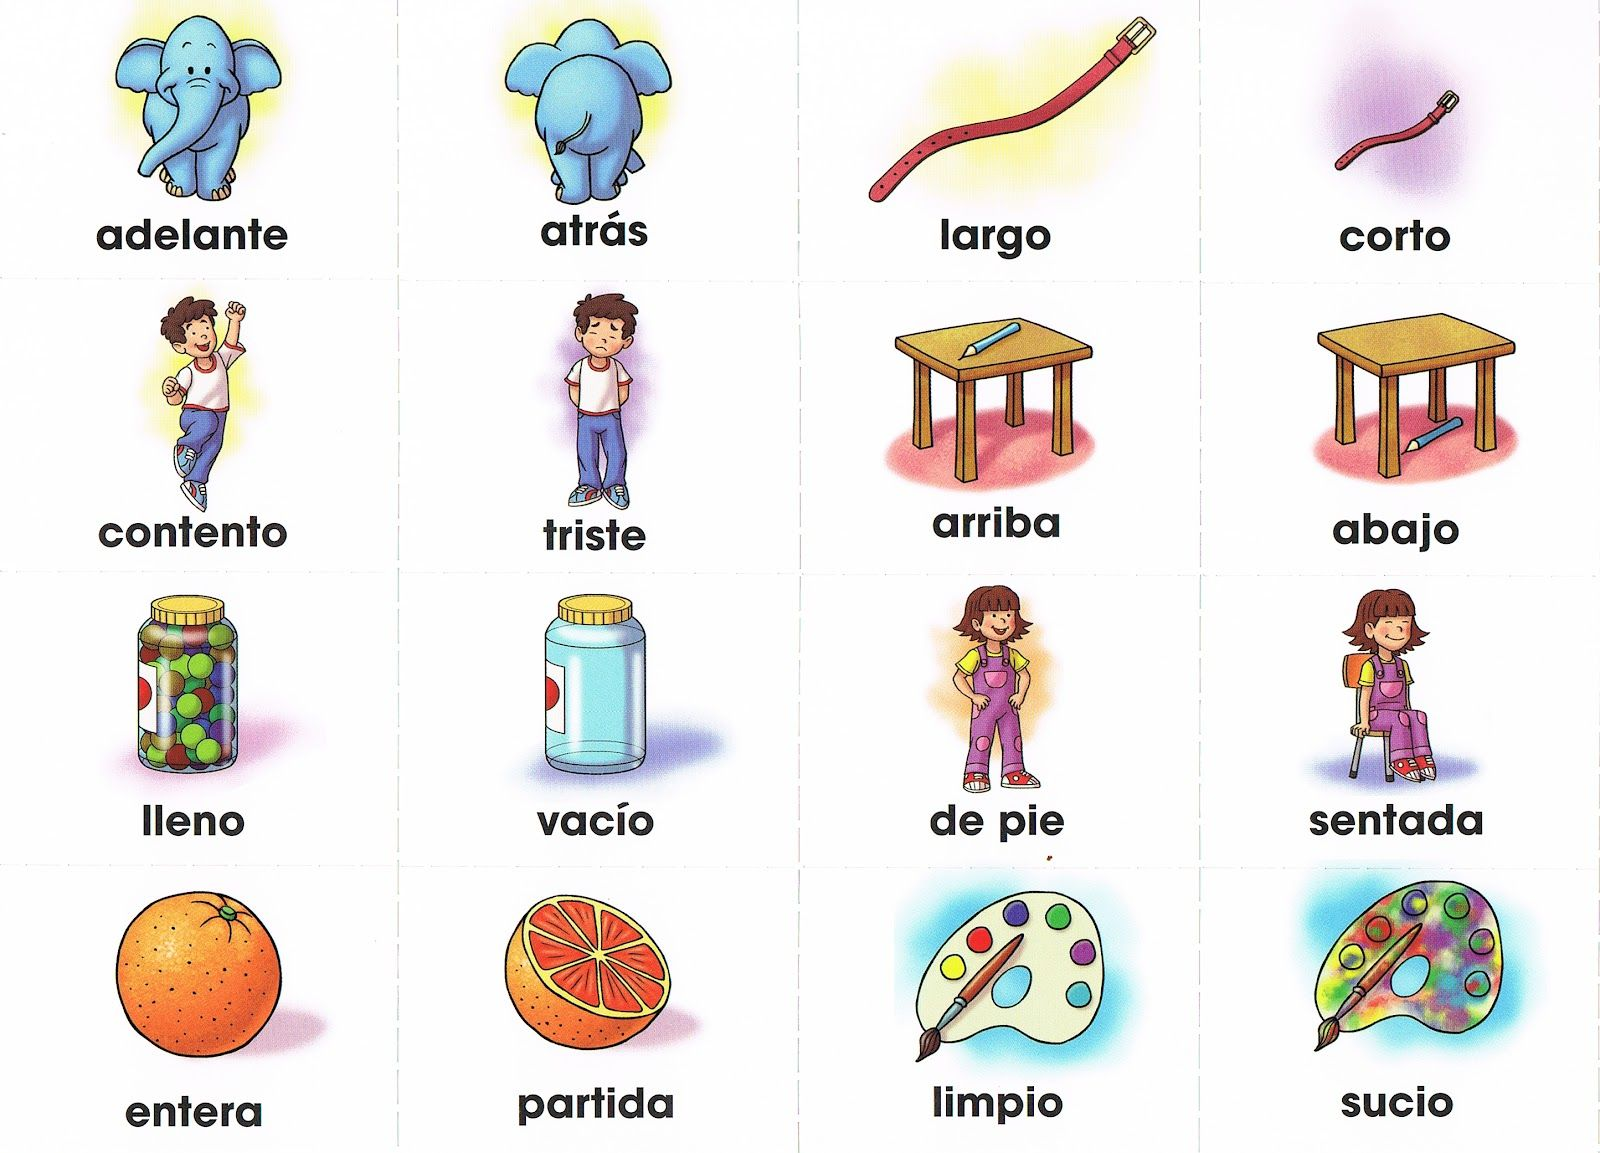 adelante
atrás
largo
corto
contento
triste
arriba
abajo
lleno
vacío
de pie
sentada
entera
partida
limpio
sucio